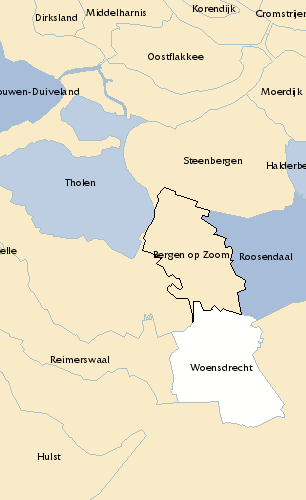 Korendijk
Middelharnis
Cromstrijen
Dirksland
Oostflakkee
ouwen-Duiveland
Moerdijk
Steenbergen
Halderbe
Tholen
elle
Bergen op Zoom
Roosendaal
Reimerswaal
Woensdrecht
Hulst